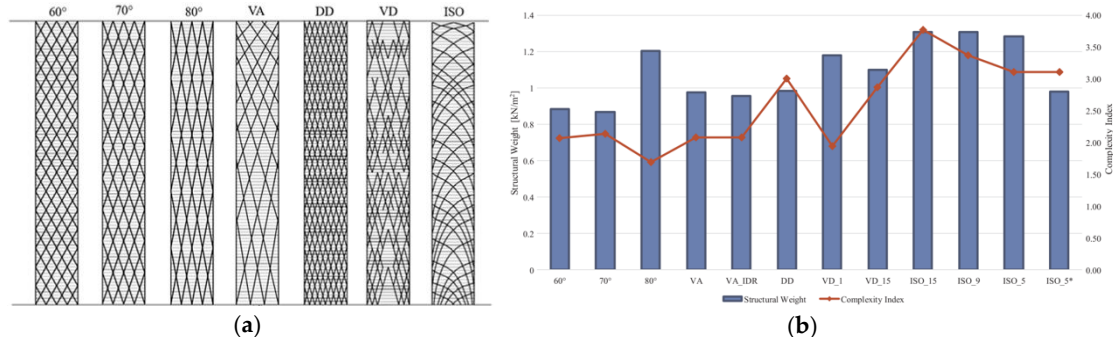 60° 70° 80° VA DD VD ISO
(a)
1.4
1.2
1
0.8
0.6
0.4
0.2
0
Structural Weight [kN/m²]
4.00
3.50
3.00
2.50
2.00
1.50
1.00
0.50
0.00
Complexity Index
60° 70° 80° VA VA_IDR DD VD_1 VD_15 ISO_15 ISO_9 ISO_5 ISO_5*
Structural Weight Complexity Index
(b)